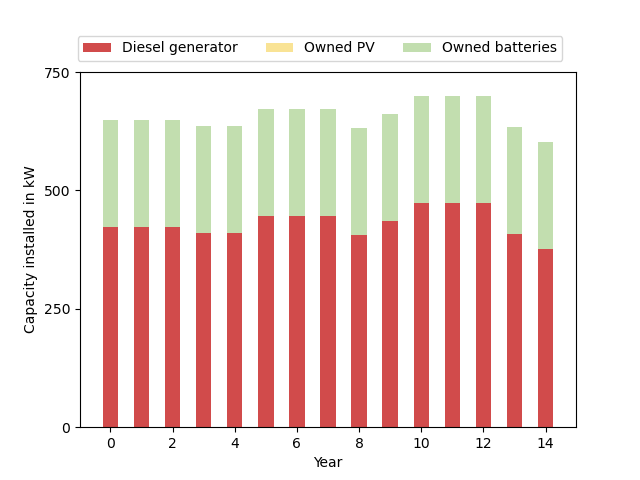 Diesel generator Owned PV Owned batteries
750
500
250
0
Capacity installed in kW
0 2 4 6 8 10 12 14
Year